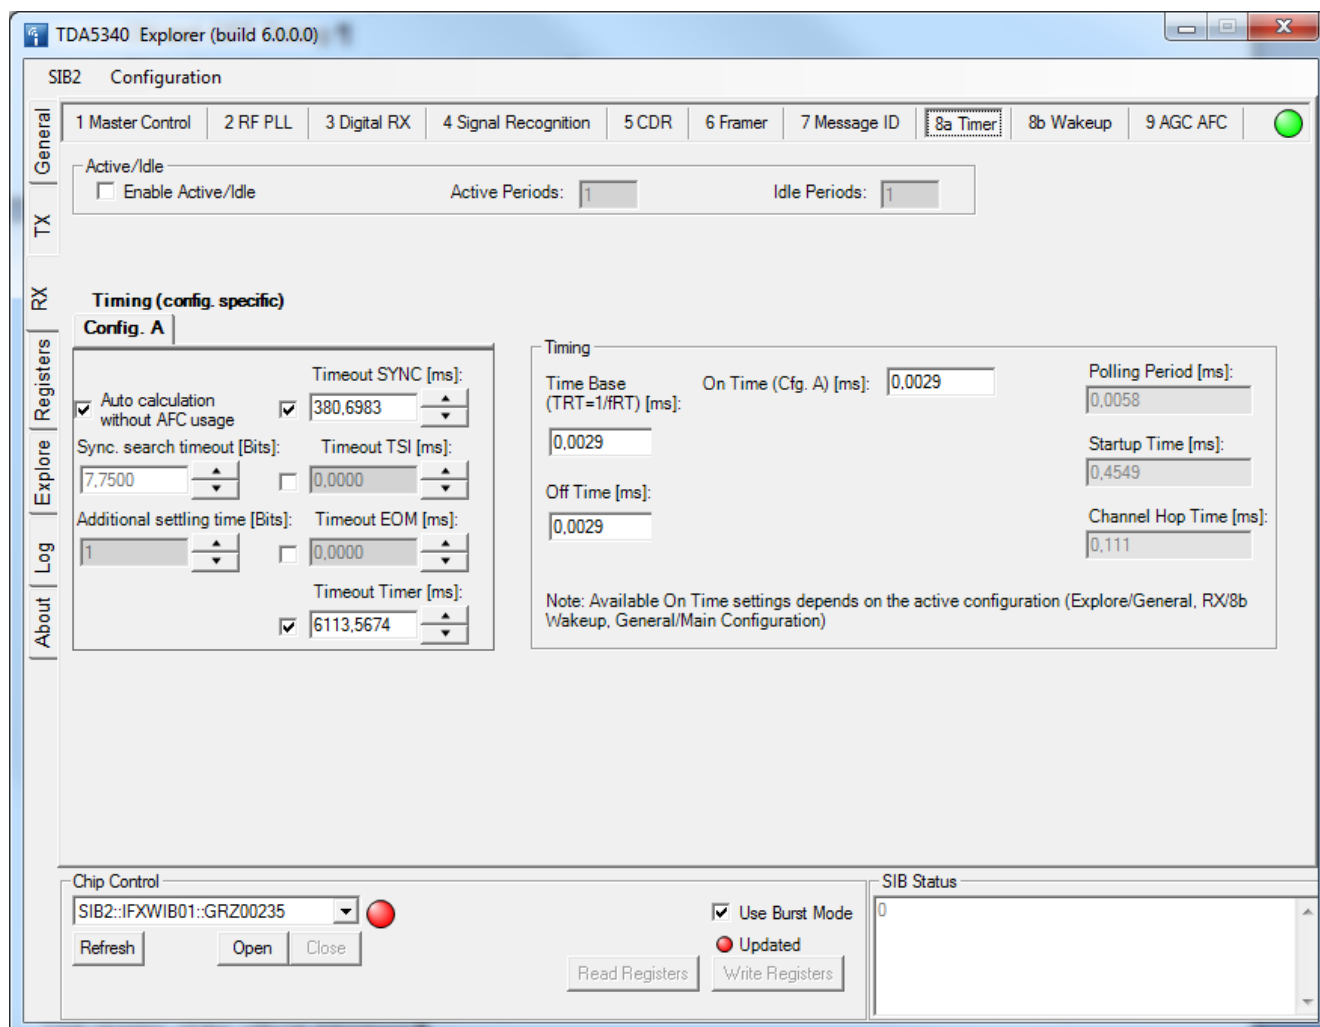 TDA5340 Explorer (build 6.0.0.0)
SIB2 Configuration
General
TX
RX
Registers
Explore
Log
About
1 Master Control 2 RF PLL 3 Digital RX 4 Signal Recognition 5 CDR 6 Framer 7 Message ID 8a Timer 8b Wakeup 9 AGC AFC
Active/Idle
Enable Active/Idle Active Periods: 1 Idle Periods: 1
Timing (config. specific)
Config. A
Timeout SYNC [ms]:
Auto calculation
without AFC usage
380,6983
Sync. search timeout [Bits]: Timeout TSI [ms]:
7,7500 0,0000
Additional settling time [Bits]: Timeout EOM [ms]:
1 0,0000
Timeout Timer [ms]:
6113,5674
Timing
Time Base
(TRT=1/fRT) [ms]:
0,0029
On Time (Cfg. A) [ms]: 0,0029
Off Time [ms]:
0,0029
Polling Period [ms]:
0,0058
Startup Time [ms]:
0,4549
Channel Hop Time [ms]:
0,111
Note: Available On Time settings depends on the active configuration (Explore/General, RX/8b
Wakeup, General/Main Configuration)
Chip Control
SIB2::IFXWIB01::GRZ00235
Refresh Open Close
Use Burst Mode
Updated
Read Registers Write Registers
SIB Status
0